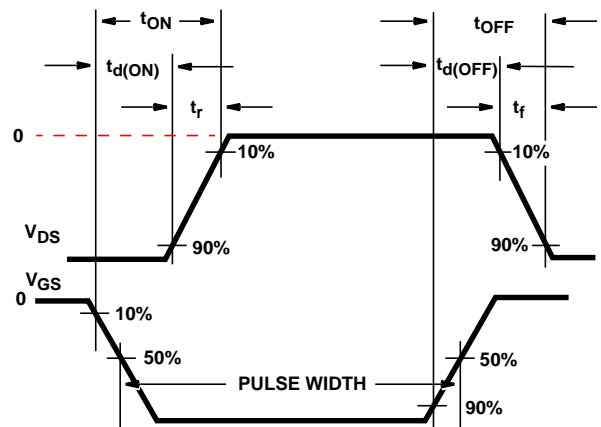 tON
tOFF
td(ON)
td(OFF)
tr
tf
0
10%
10%
VDS
90%
90%
VGS
0
10%
50%
PULSE WIDTH
50%
90%